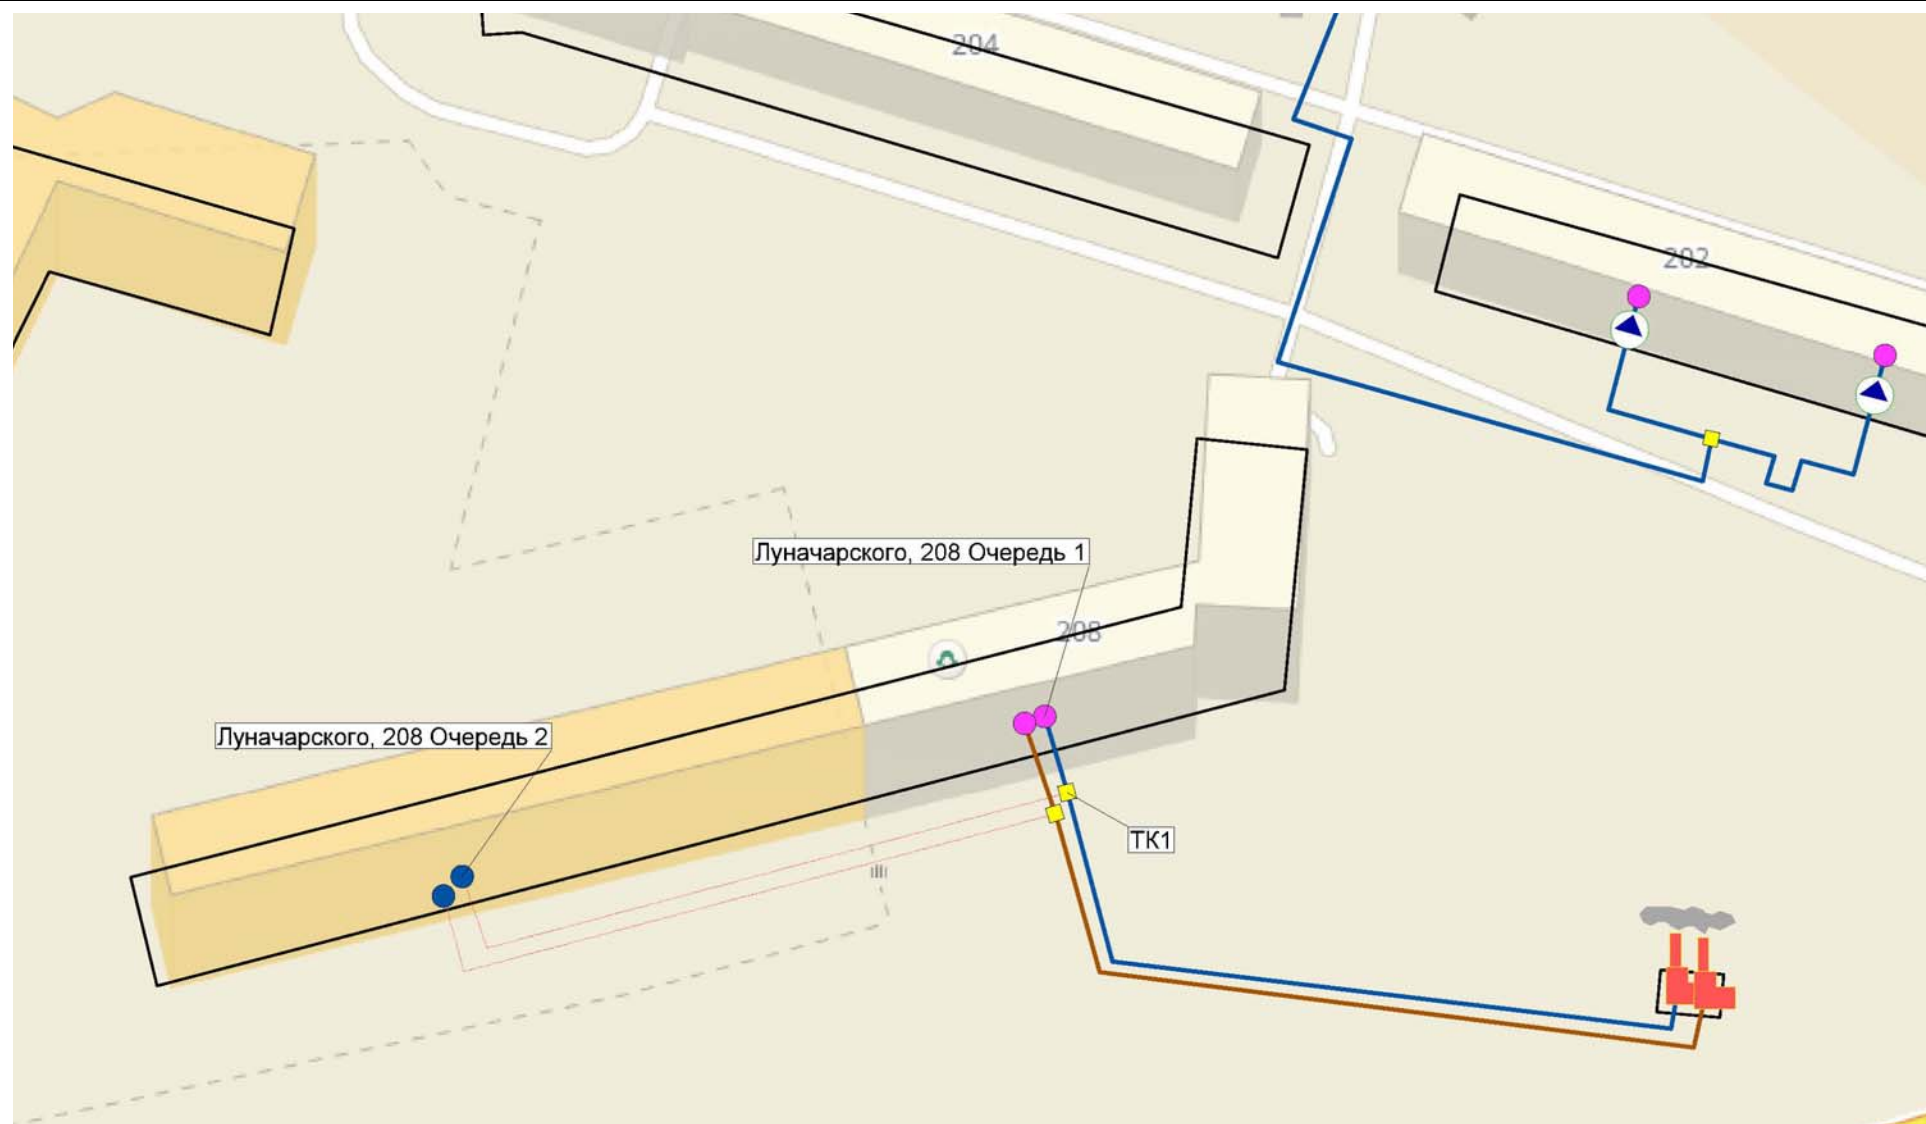 204
202
Луначарского, 208 Очередь 1
208
Луначарского, 208 Очередь 2
ТК1